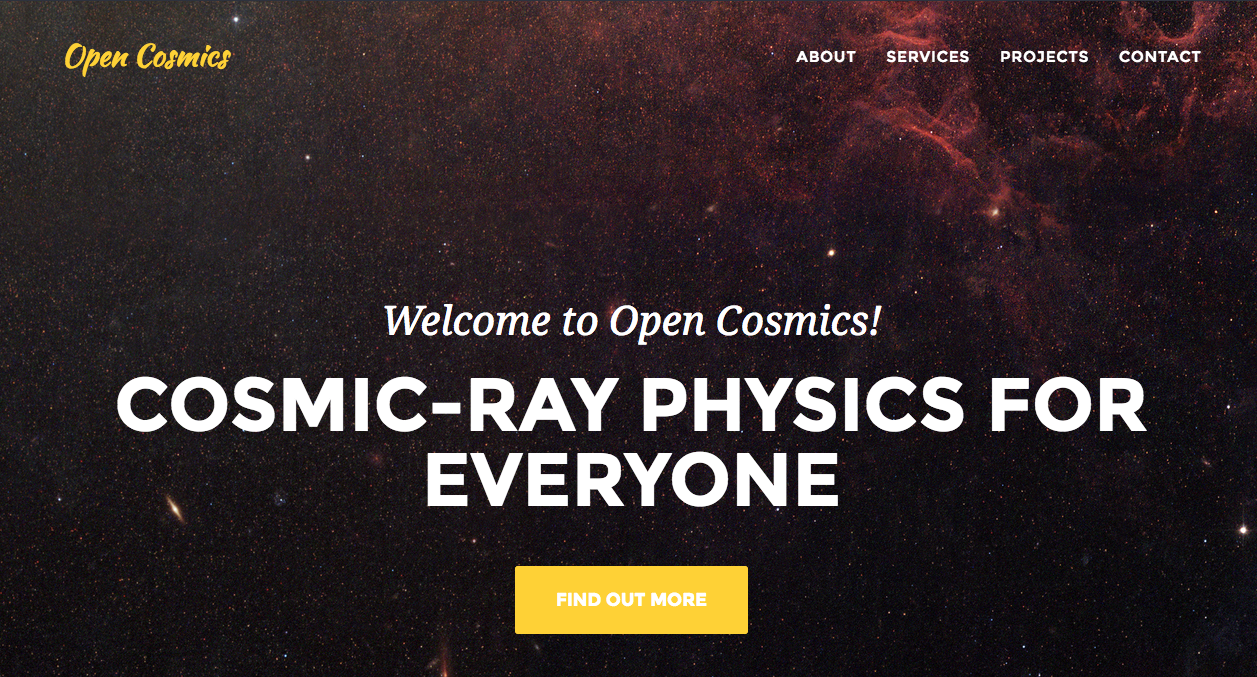 Open Cosmics
ABOUT SERVICES PROJECTS CONTACT
Welcome to Open Cosmics!
COSMIC-RAY PHYSICS FOR
EVERYONE
FIND OUT MORE